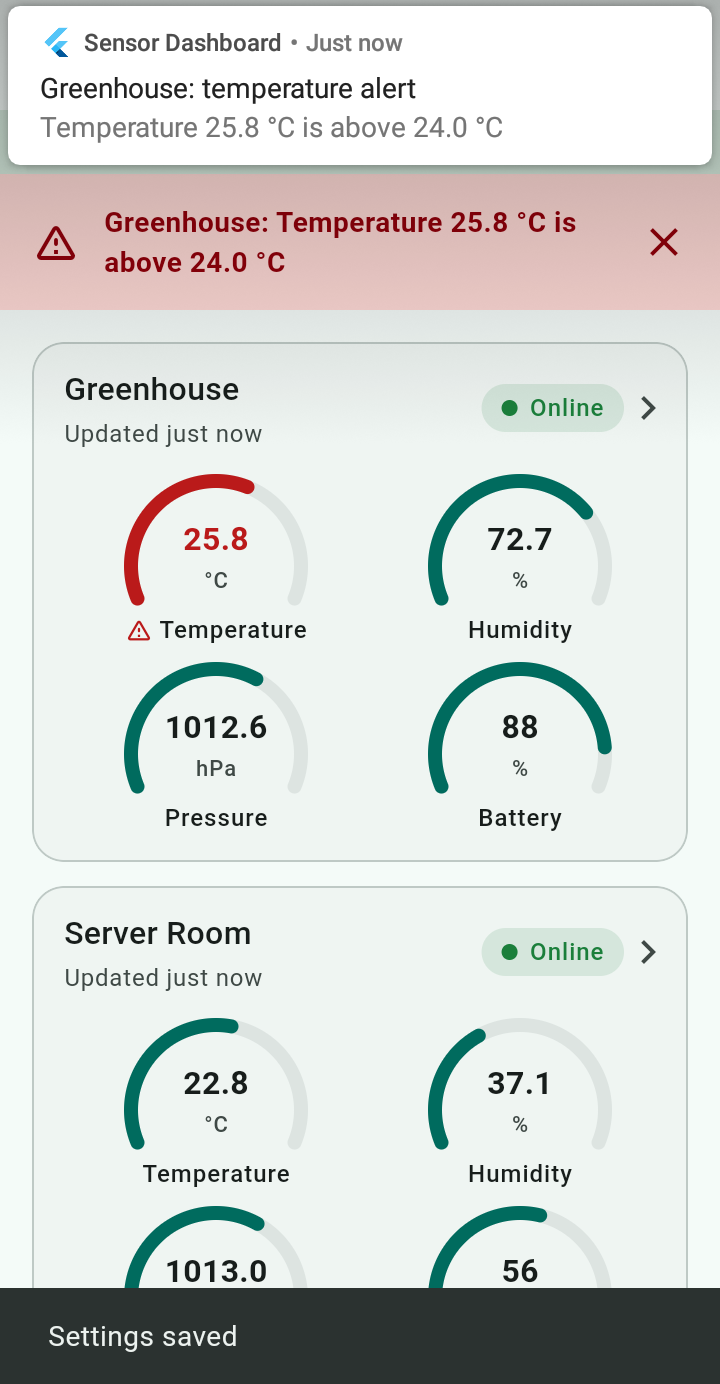 Sensor Dashboard • Just now
Greenhouse: temperature alert
Temperature 25.8 °C is above 24.0 °C
Greenhouse: Temperature 25.8 °C is
above 24.0 °C
Greenhouse
Online
Updated just now
25.8
°C
Temperature
72.7
%
Humidity
1012.6
hPa
Pressure
88
%
Battery
Server Room
Online
Updated just now
22.8
°C
Temperature
37.1
%
Humidity
1013.0
56
Settings saved